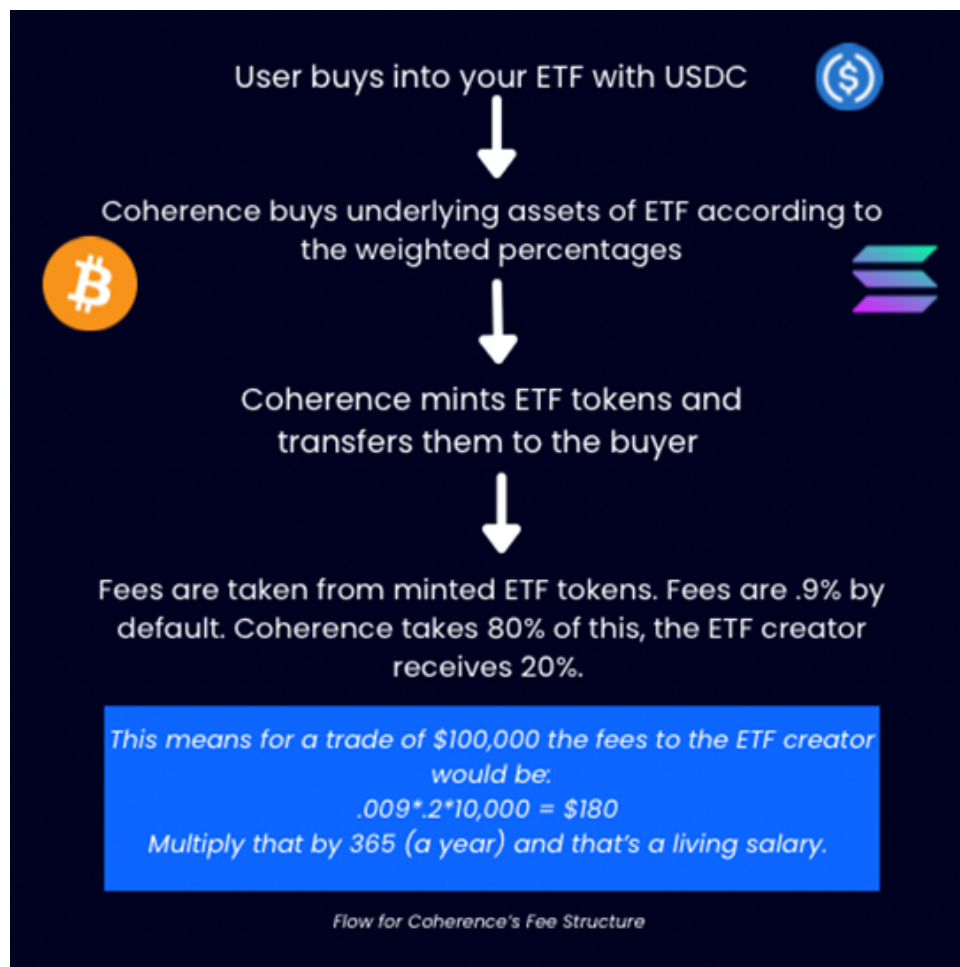 User buys into your ETF with USDC
Coherence buys underlying assets of ETF according to
the weighted percentages
Coherence mints ETF tokens and
transfers them to the buyer
Fees are taken from minted ETF tokens. Fees are .9% by
default. Coherence takes 80% of this, the ETF creator
receives 20%.
This means for a trade of $100,000 the fees to the ETF creator
would be:
.009*.2*10,000 = $180
Multiply that by 365 (a year) and that's a living salary.
Flow for Coherence's Fee Structure